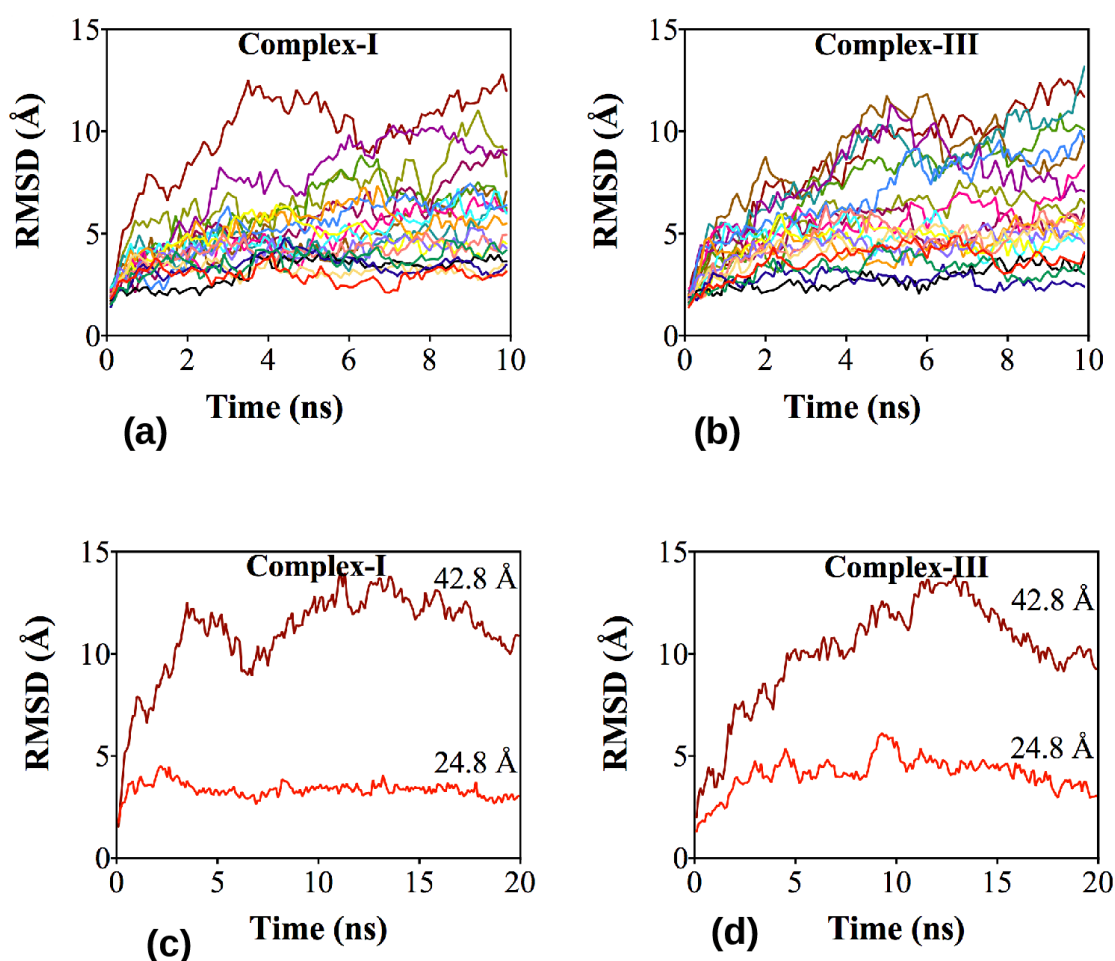 Complex-I
15
10
5
0
RMSD (Å)
0 2 4 6 8 10
Time (ns)
(a)
Complex-III
15
10
5
0
RMSD (Å)
0 2 4 6 8 10
Time (ns)
(b)
Complex-I
15
10
5
0
RMSD (Å)
42.8 Å
24.8 Å
0 5 10 15 20
Time (ns)
(c)
Complex-III
15
10
5
0
RMSD (Å)
42.8 Å
24.8 Å
0 5 10 15 20
Time (ns)
(d)